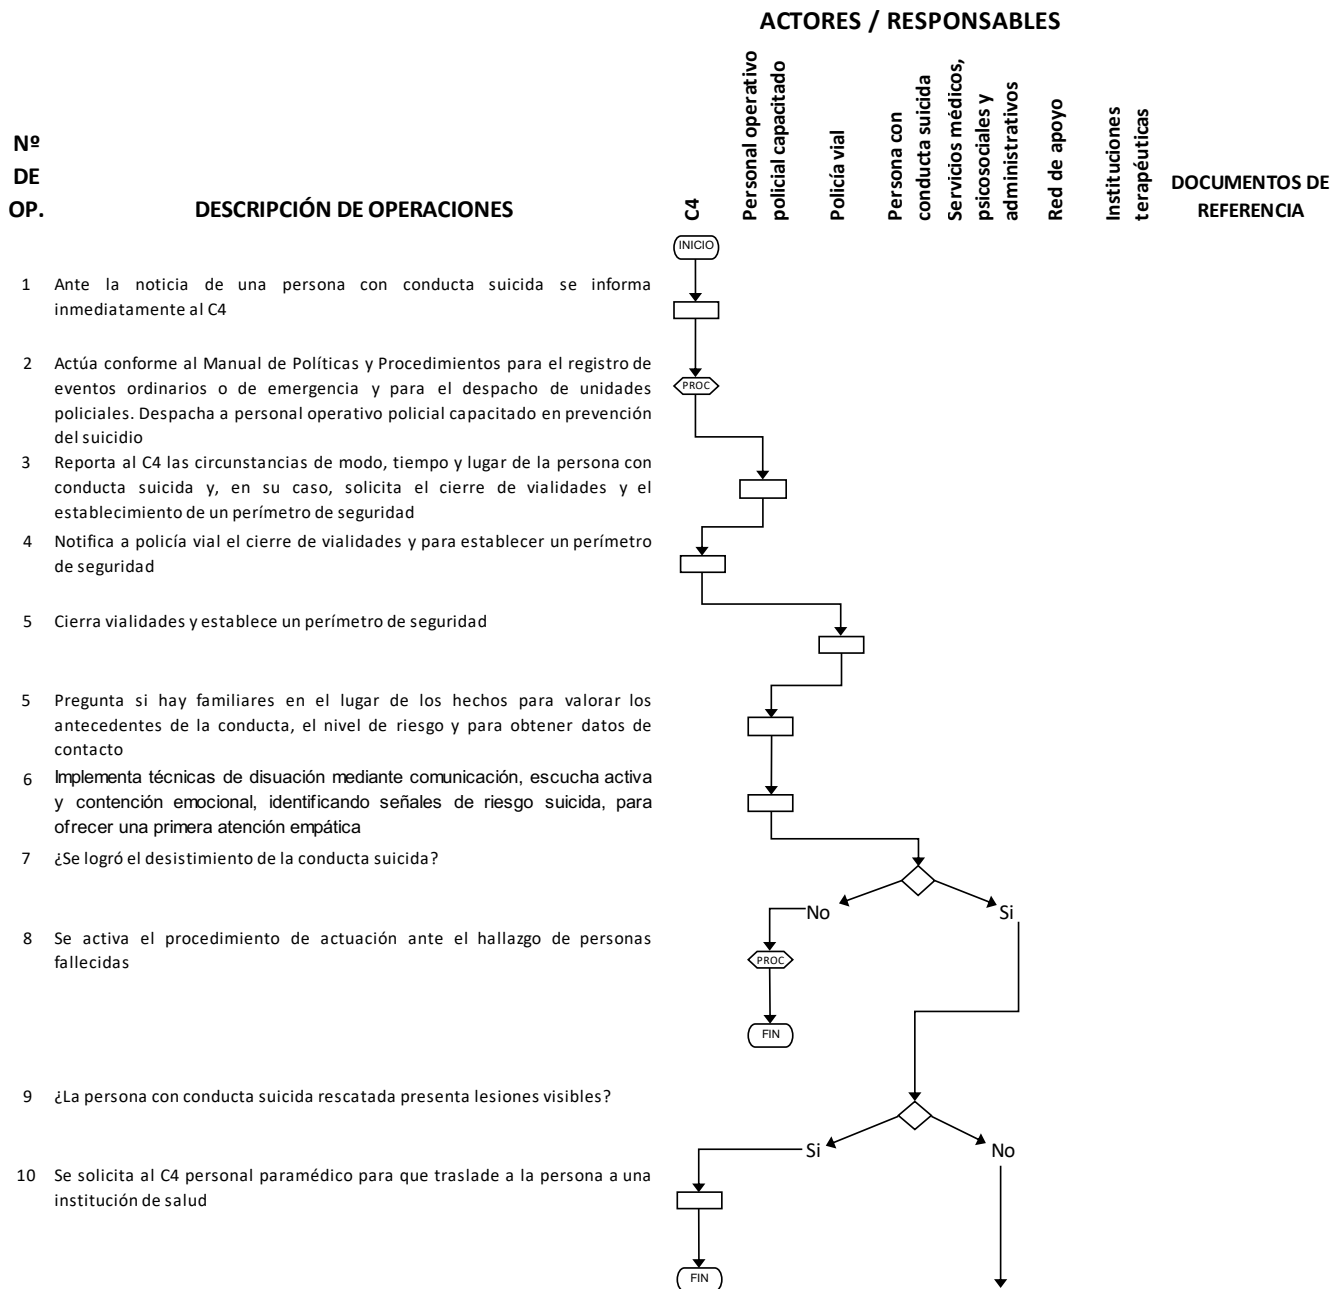 ACTORES / RESPONSABLES
Nº
DE
OP.
DESCRIPCIÓN DE OPERACIONES
C4
Personal operativo
policial capacitado
Policía vial
Persona con
conducta suicida
Servicios médicos,
psicosociales y
administrativos
Red de apoyo
Instituciones
terapéuticas
DOCUMENTOS DE
REFERENCIA
INICIO
1 Ante la noticia de una persona con conducta suicida se informa
inmediatamente al C4
2 Actúa conforme al Manual de Políticas y Procedimientos para el registro de
eventos ordinarios o de emergencia y para el despacho de unidades
policiales. Despacha a personal operativo policial capacitado en prevención
del suicidio
PROC
3 Reporta al C4 las circunstancias de modo, tiempo y lugar de la persona con
conducta suicida y, en su caso, solicita el cierre de vialidades y el
establecimiento de un perímetro de seguridad
4 Notifica a policía vial el cierre de vialidades y para establecer un perímetro
de seguridad
5 Cierra vialidades y establece un perímetro de seguridad
5 Pregunta si hay familiares en el lugar de los hechos para valorar los
antecedentes de la conducta, el nivel de riesgo y para obtener datos de
contacto
6 Implementa técnicas de disuación mediante comunicación, escucha activa
y contención emocional, identificando señales de riesgo suicida, para
ofrecer una primera atención empática
7 ¿Se logró el desistimiento de la conducta suicida?
No
Si
8 Se activa el procedimiento de actuación ante el hallazgo de personas
fallecidas
PROC
FIN
9 ¿La persona con conducta suicida rescatada presenta lesiones visibles?
Si
No
10 Se solicita al C4 personal paramédico para que traslade a la persona a una
institución de salud
FIN